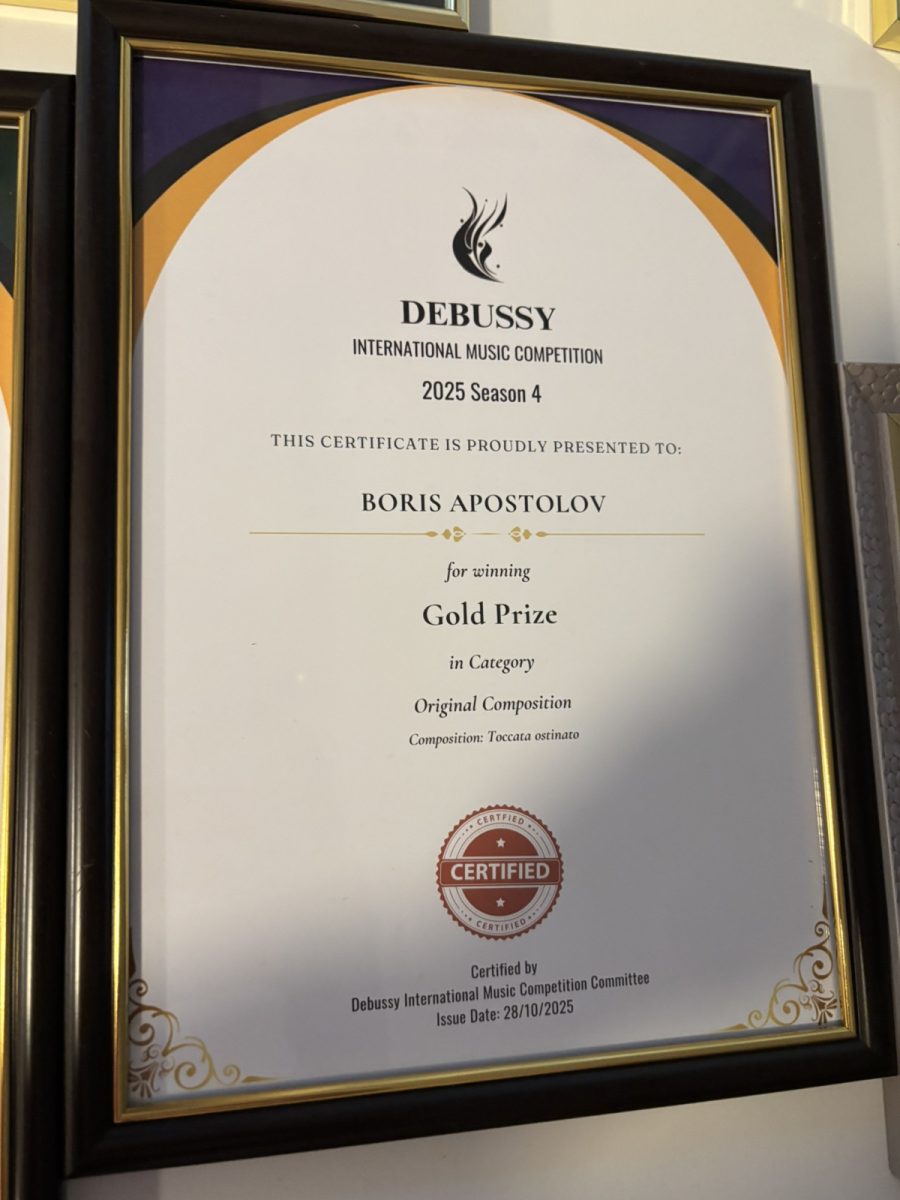 DEBUSSY
INTERNATIONAL MUSIC COMPETITION
2025 Season 4
THIS CERTIFICATE IS PROUDLY PRESENTED TO:
BORIS APOSTOLOV
for winning
Gold Prize
in Category
Original Composition
Composition: Toccata ostinato
CERTFIED
CERTIFIED
CERTIFIED
Certified by
Debussy International Music Competition Committee
Issue Date: 28/10/2025